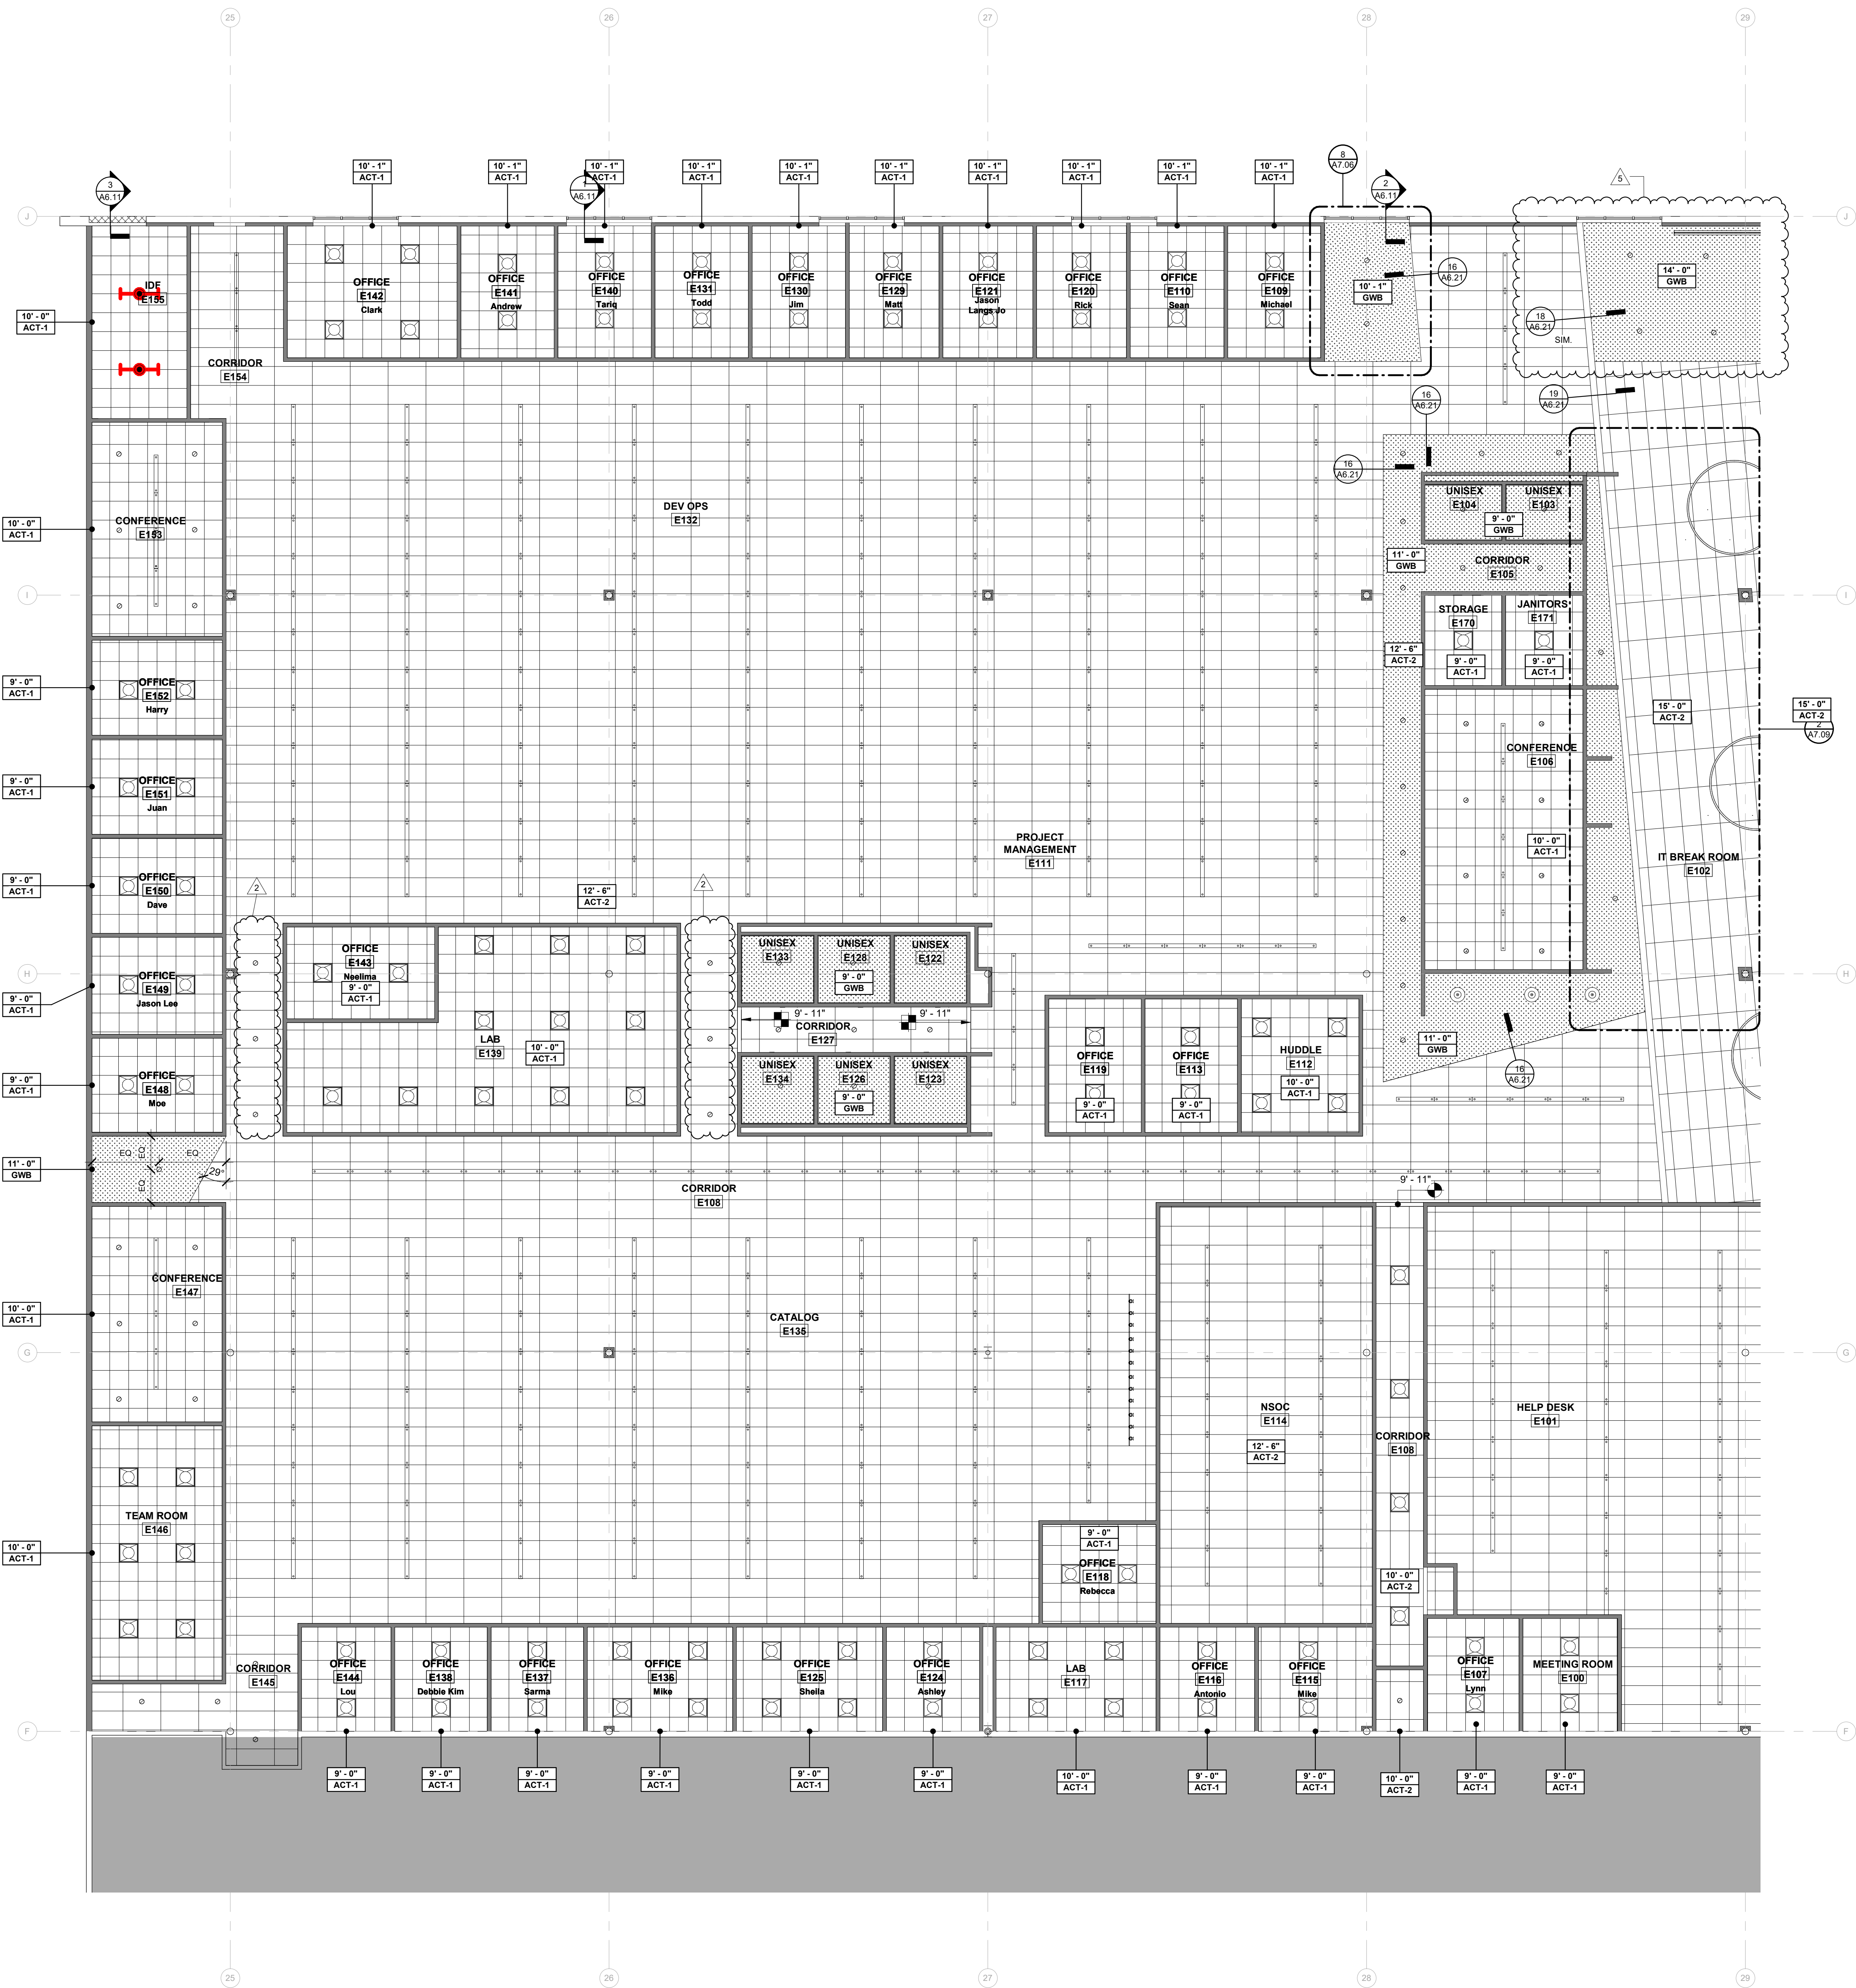 25 26 27 28 29
10' - 1" 10' - 1" 10' - 1" 10' - 1" 10' - 1" 10' - 1" 10' - 1" 10' - 1" 10' - 1" 10' - 1"
ACT-1 ACT-1 ACT-1 ACT-1 ACT-1 ACT-1 ACT-1 ACT-1 ACT-1 ACT-1
8
A7.06
5
3
A6.11
1
2
A6.11
J J
IDF
E155
OFFICE
E142
Clark
OFFICE
E141
Andrew
OFFICE
E140
Tariq
OFFICE
E131
Todd
OFFICE
E130
Jim
OFFICE
E129
Matt
OFFICE
E121
Jason
Langs Jo
OFFICE
E120
Rick
OFFICE
E110
Sean
OFFICE
E109
Michael
10' - 1"
GWB
16
A6.21
14' - 0"
GWB
18
A6.21
SIM.
10' - 0"
ACT-1
CORRIDOR
E154
19
A6.21
16
A6.21
16
A6.21
10' - 0"
ACT-1
CONFERENCE
E153
DEV OPS
E132
UNISEX
E104
UNISEX
E103
9' - 0"
GWB
11' - 0"
GWB
CORRIDOR
E105
I I
STORAGE
E170
9' - 0"
ACT-1
JANITORS
E171
9' - 0"
ACT-1
12' - 6"
ACT-2
9' - 0"
ACT-1
OFFICE
E152
Harry
15' - 0"
ACT-2
15' - 0"
ACT-2
2
A7.09
9' - 0"
ACT-1
OFFICE
E151
Juan
CONFERENCE
E106
10' - 0"
ACT-1
PROJECT
MANAGEMENT
E111
IT BREAK ROOM
E102
9' - 0"
ACT-1
OFFICE
E150
Dave
2
12' - 6"
ACT-2
2
H H
9' - 0"
ACT-1
OFFICE
E149
Jason Lee
OFFICE
E143
Neelima
9' - 0"
ACT-1
UNISEX
E133
UNISEX
E128
9' - 0"
GWB
UNISEX
E122
9' - 11" 9' - 11"
CORRIDOR
E127
LAB
E139
10' - 0"
ACT-1
UNISEX
E134
UNISEX
E126
9' - 0"
GWB
UNISEX
E123
OFFICE
E119
9' - 0"
ACT-1
OFFICE
E113
9' - 0"
ACT-1
HUDDLE
E112
10' - 0"
ACT-1
11' - 0"
GWB
16
A6.21
9' - 0"
ACT-1
OFFICE
E148
Moe
11' - 0"
GWB
EQ EQ EQ
EQ
29°
CORRIDOR
E108
9' - 11"
10' - 0"
ACT-1
CONFERENCE
E147
CATALOG
E135
G G
NSOC
E114
12' - 6"
ACT-2
CORRIDOR
E108
HELP DESK
E101
10' - 0"
ACT-1
TEAM ROOM
E146
9' - 0"
ACT-1
OFFICE
E118
Rebecca
10' - 0"
ACT-2
CORRIDOR
E145
OFFICE
E144
Lou
OFFICE
E138
Debbie Kim
OFFICE
E137
Sarma
OFFICE
E136
Mike
OFFICE
E125
Sheila
OFFICE
E124
Ashley
LAB
E117
OFFICE
E116
Antonio
OFFICE
E115
Mike
OFFICE
E107
Lynn
MEETING ROOM
E100
F F
9' - 0" 9' - 0" 9' - 0" 9' - 0" 9' - 0" 9' - 0" 10' - 0" 9' - 0" 9' - 0" 10' - 0" 9' - 0" 9' - 0"
ACT-1 ACT-1 ACT-1 ACT-1 ACT-1 ACT-1 ACT-1 ACT-1 ACT-1 ACT-2 ACT-1 ACT-1
25 26 27 28 29